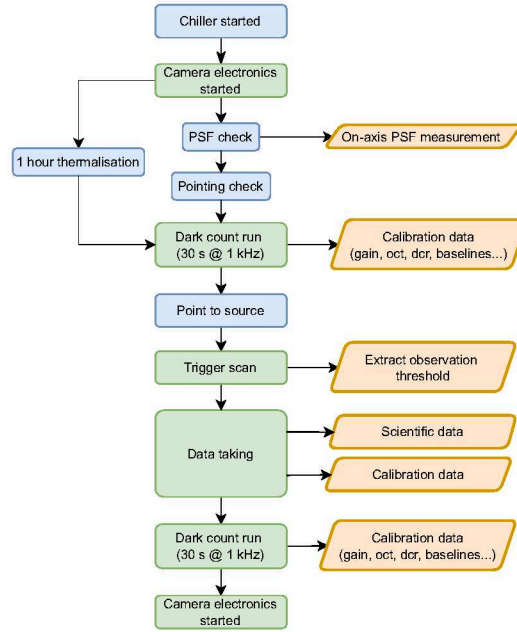 Chiller started
Camera electronics
started
PSF check
On-axis PSF measurement
1 hour thermalisation
Pointing check
Dark count run
(30 s @ 1 kHz)
Calibration data
(gain, oct, dcr, baselines...)
Point to source
Trigger scan
Extract observation
threshold
Data taking
Scientific data
Calibration data
Dark count run
(30 s @ 1 kHz)
Calibration data
(gain, oct, dcr, baselines...)
Camera electronics
started